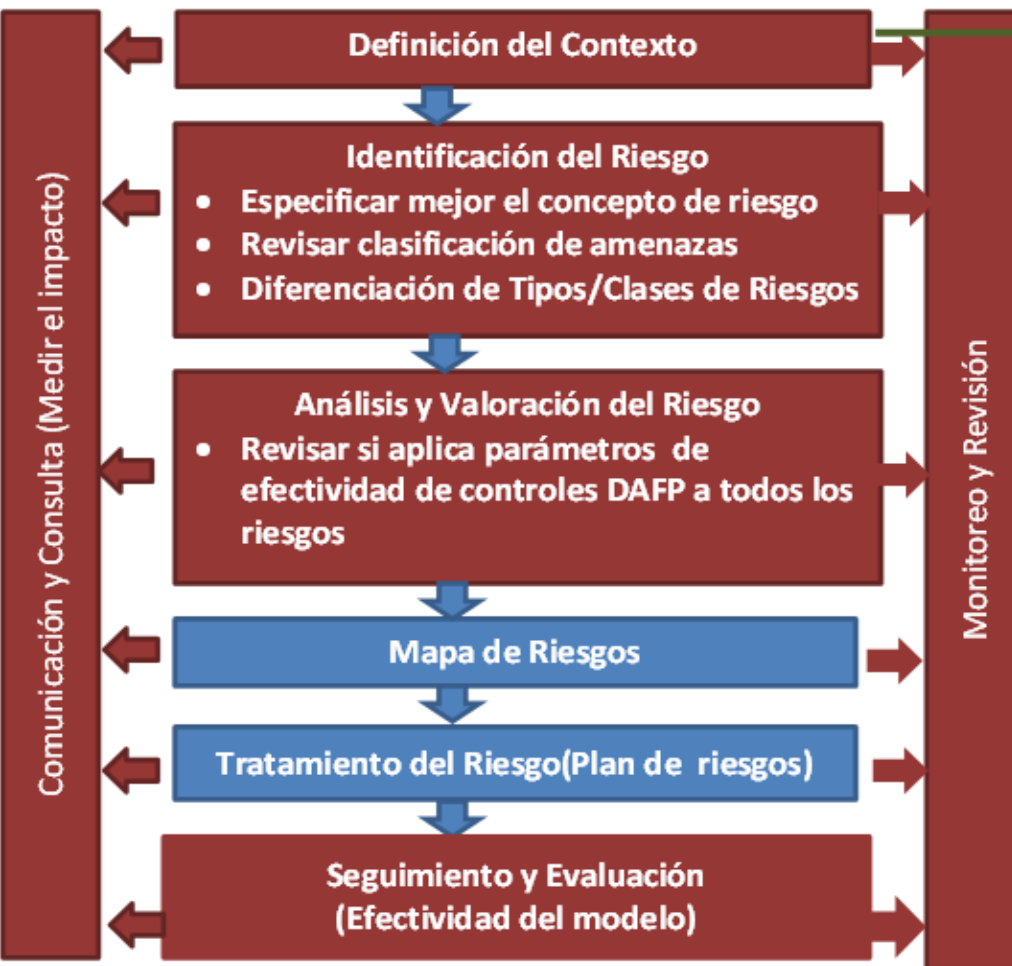 Comunicación y Consulta (Medir el impacto)
Definición del Contexto
Identificación del Riesgo
• Especificar mejor el concepto de riesgo
• Revisar clasificación de amenazas
• Diferenciación de Tipos/Clases de Riesgos
Análisis y Valoración del Riesgo
• Revisar si aplica parámetros de
efectividad de controles DAFP a todos los
riesgos
Mapa de Riesgos
Tratamiento del Riesgo(Plan de riesgos)
Seguimiento y Evaluación
(Efectividad del modelo)
Monitoreo y Revisión